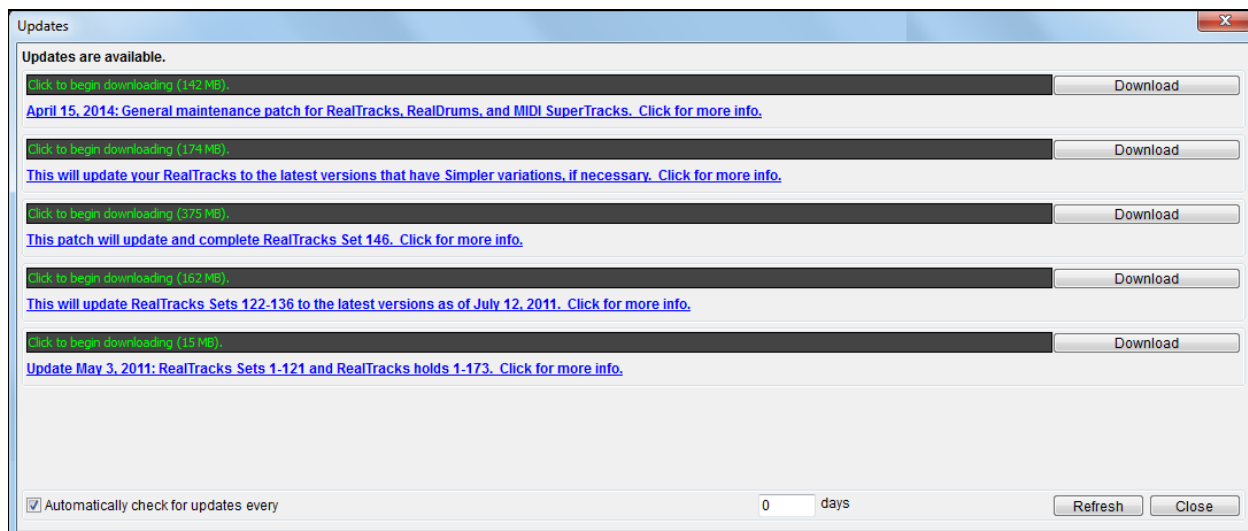 Updates
Updates are available.
Click to begin downloading (142 MB).
Download
April 15, 2014: General maintenance patch for RealTracks, RealDrums, and MIDI SuperTracks. Click for more info.
Click to begin downloading (174 MB).
Download
This will update your RealTracks to the latest versions that have Simpler variations, if necessary. Click for more info.
Click to begin downloading (375 MB).
Download
This patch will update and complete RealTracks Set 146. Click for more info.
Click to begin downloading (162 MB).
Download
This will update RealTracks Sets 122-136 to the latest versions as of July 12, 2011. Click for more info.
Click to begin downloading (15 MB).
Download
Update May 3, 2011: RealTracks Sets 1-121 and RealTracks holds 1-173. Click for more info.
Automatically check for updates every 0 days
Refresh Close